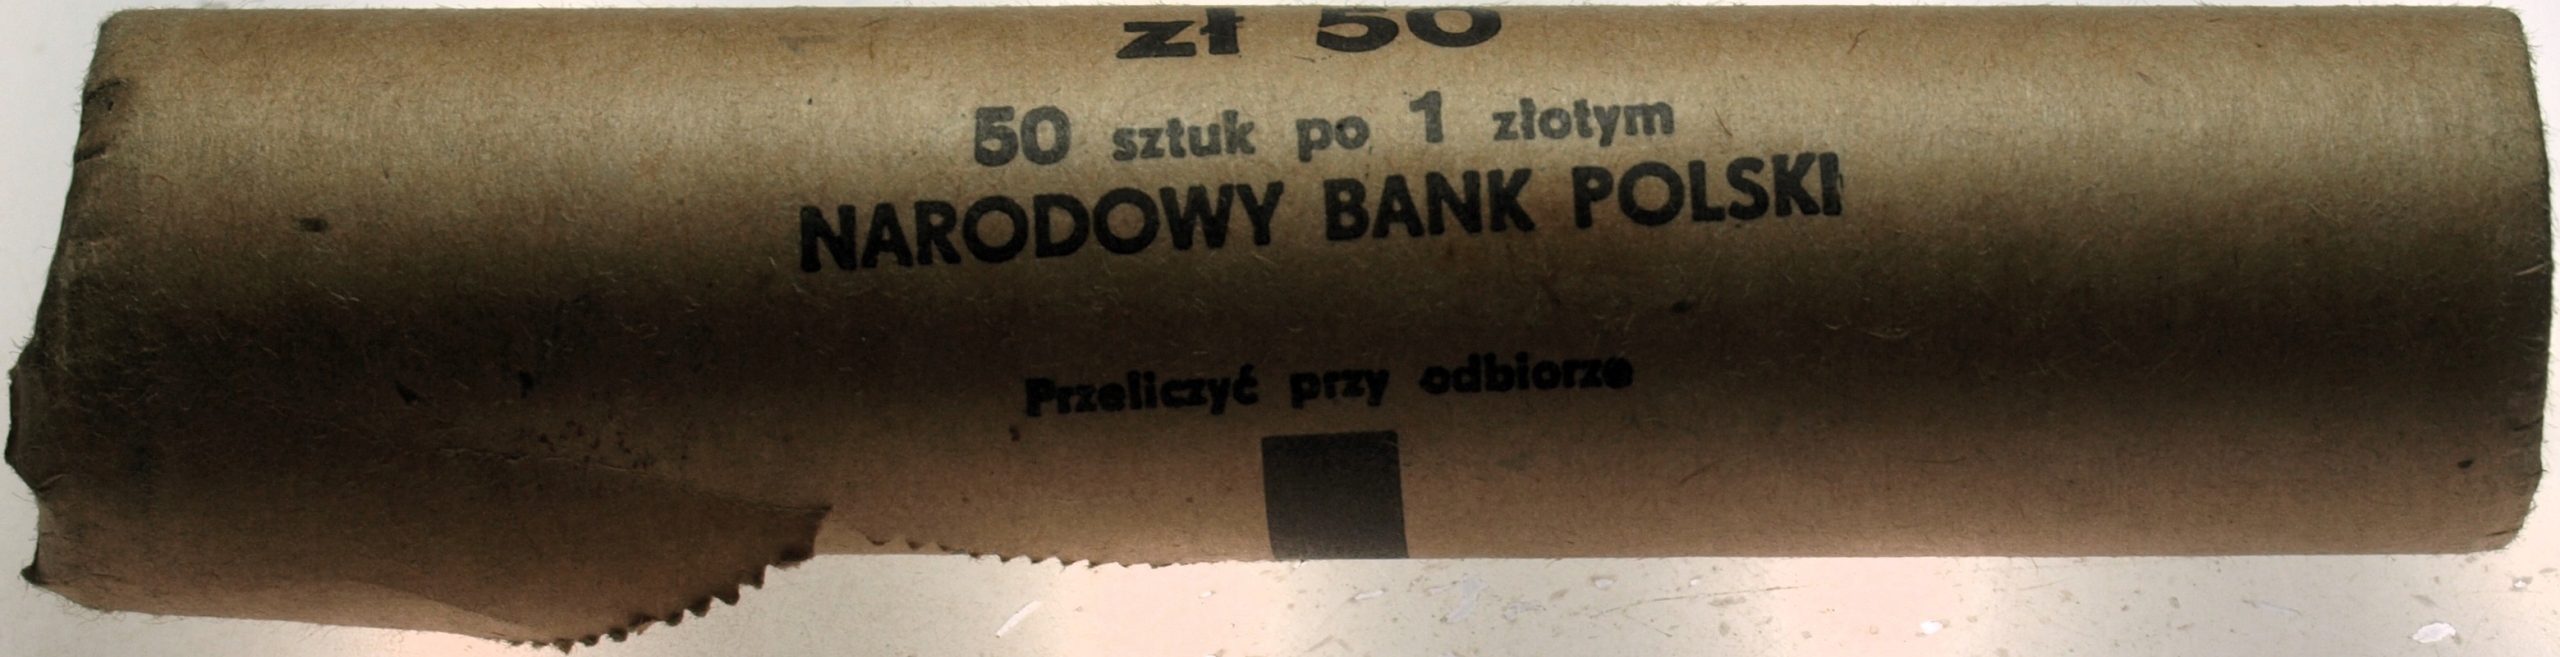 zł 50
50 sztuk po 1 złotym
NARODOWY BANK POLSKI
Przeliczyć przy odbiorze